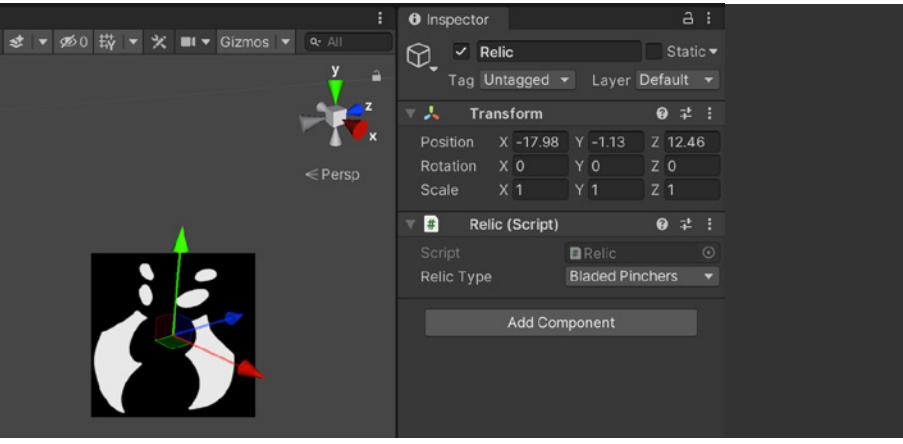 Inspector
0 Gizmos All
Relic Static
Tag Untagged Layer Default
y
z
x
Persp
Transform
Position X -17.98 Y -1.13 Z 12.46
Rotation X 0 Y 0 Z 0
Scale X 1 Y 1 Z 1
# Relic (Script)
Script # Relic
Relic Type Bladed Pinchers
Add Component